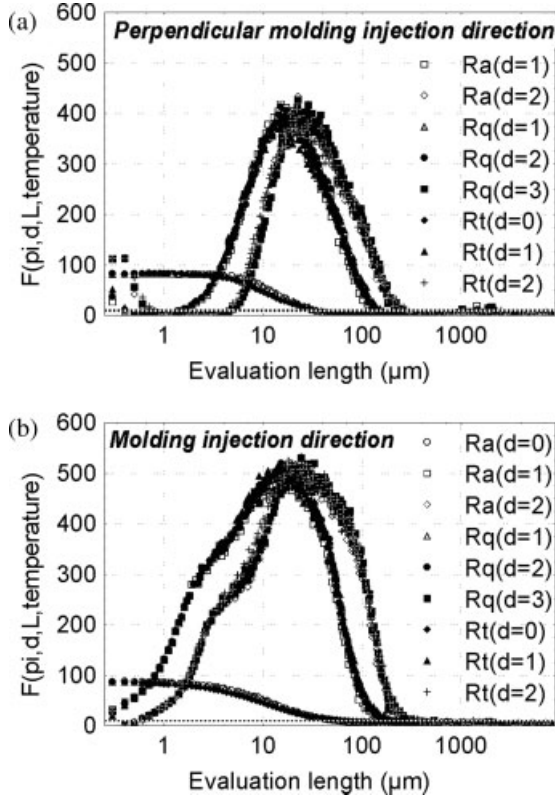 (a)
Perpendicular molding injection direction
F(pi,d,L,temperature)
600
500
400
300
200
100
0
Ra(d=1)
Ra(d=2)
Rq(d=1)
Rq(d=2)
Rq(d=3)
Rt(d=0)
Rt(d=1)
Rt(d=2)
1 10 100 1000
Evaluation length (µm)
(b)
Molding injection direction
F(pi,d,L,temperature)
600
500
400
300
200
100
0
Ra(d=0)
Ra(d=1)
Ra(d=2)
Rq(d=1)
Rq(d=2)
Rq(d=3)
Rt(d=0)
Rt(d=1)
Rt(d=2)
1 10 100 1000
Evaluation length (µm)